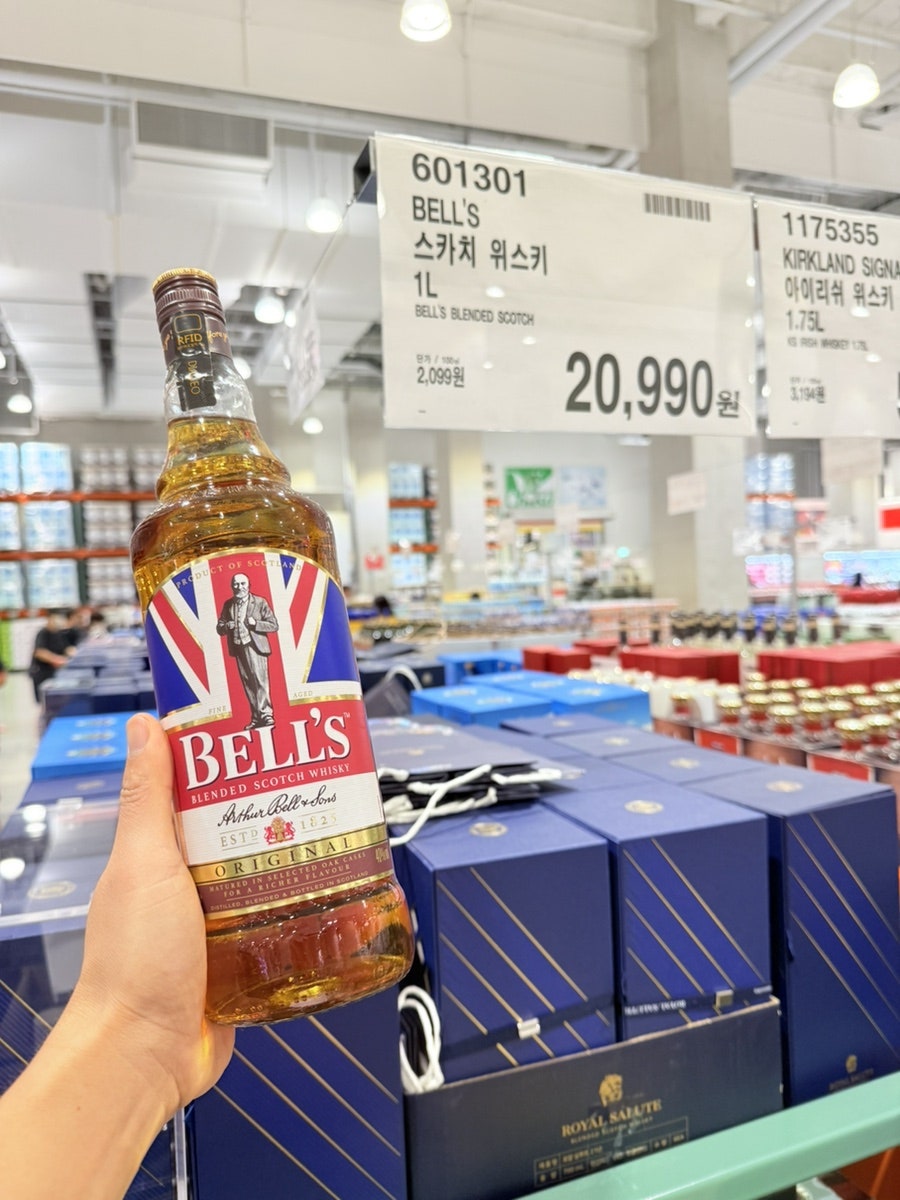 601301
BELL'S
스카치 위스키
1L
BELL'S BLENDED SCOTCH
단가 / 100㎖
2,099원
20,990원
1175355
KIRKLAND SIGNA
아이리쉬 위스키
1.75L
KS IRISH WHISKEY 1.75L
3,194원
RFID
DIAGEO
PRODUCT OF SCOTLAND
FINE AGED
BELL'S
BLENDED SCOTCH WHISKY
Arthur Bell & Sons
ESTD 1825
ORIGINAL
MATURED IN SELECTED OAK CASKS
FOR A RICHER FLAVOUR
DISTILLED, BLENDED & BOTTLED IN SCOTLAND
ROYAL SALUTE
BLENDED SCOTCH WHISKY